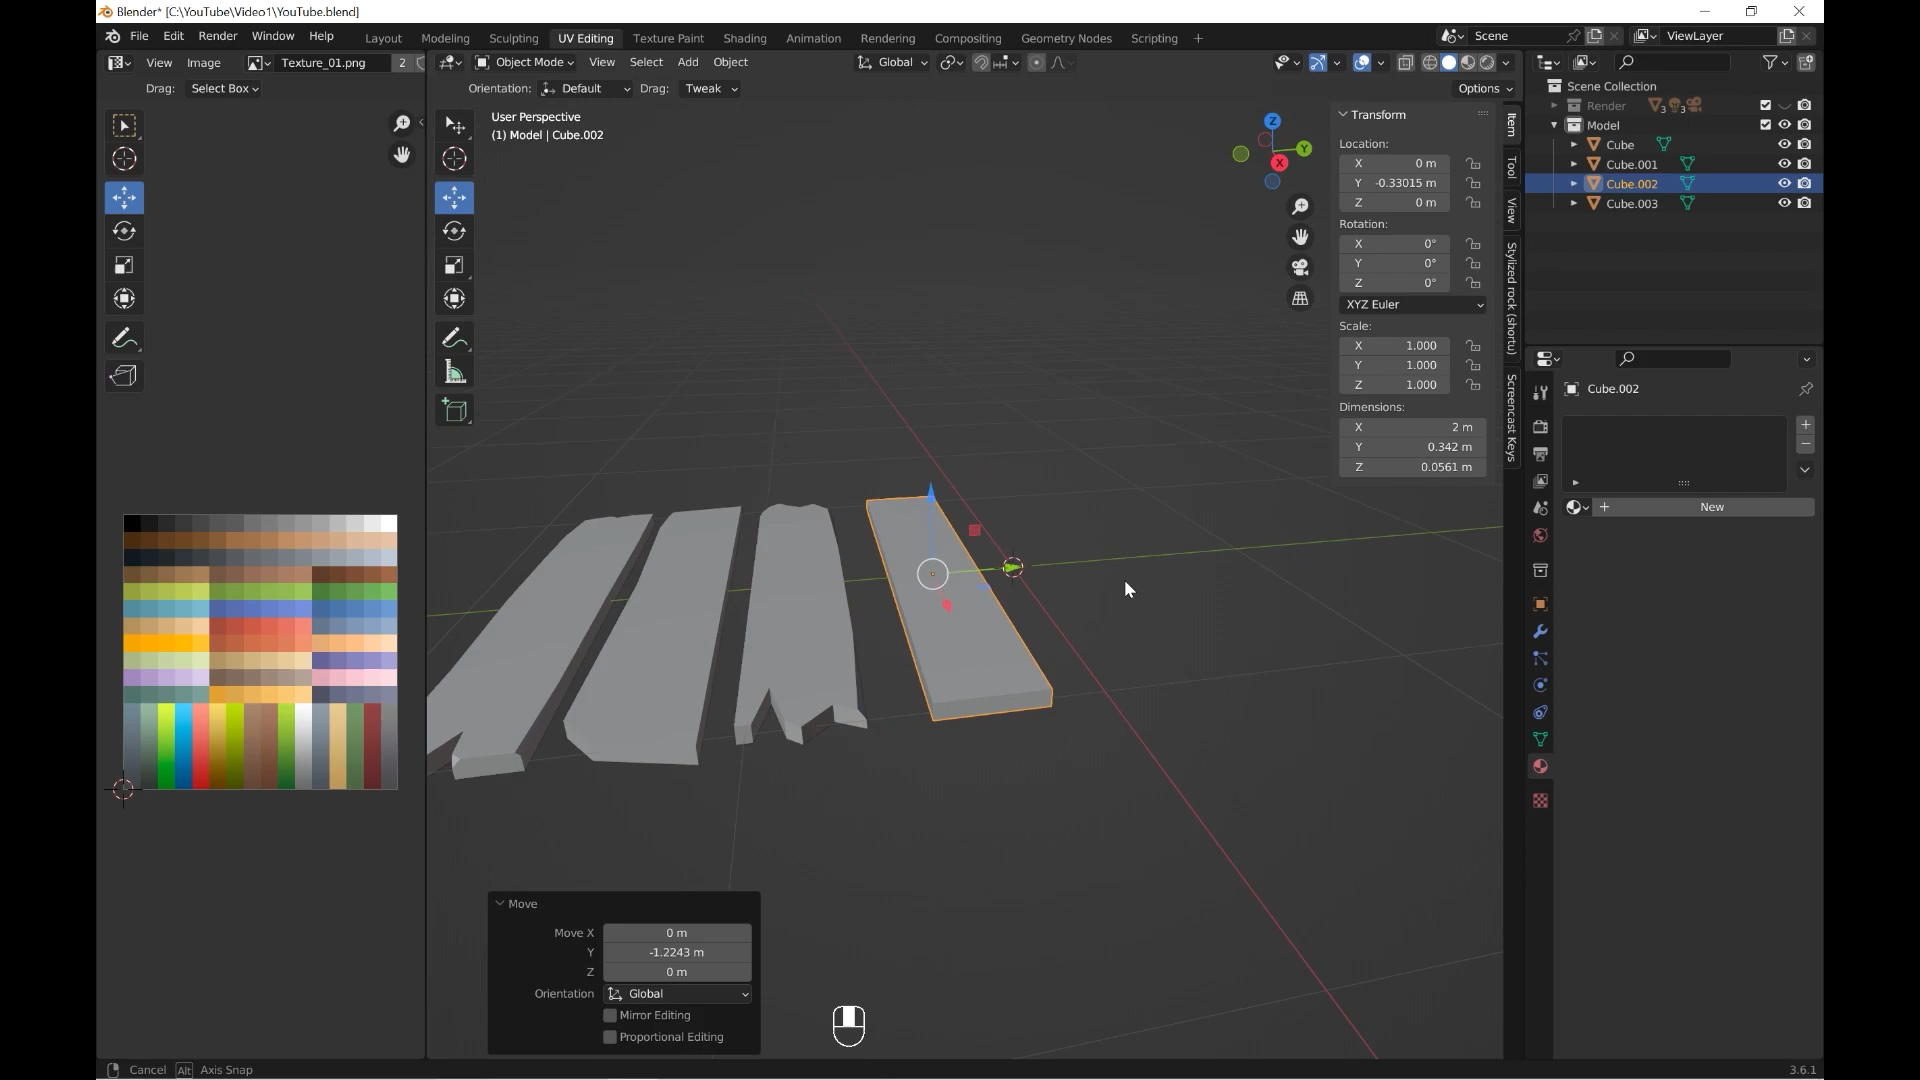 Blender* [C:\YouTube\Video1\YouTube.blend]
File Edit Render Window Help Layout Modeling Sculpting UV Editing Texture Paint Shading Animation Rendering Compositing Geometry Nodes Scripting + Scene ViewLayer
View Image Texture_01.png 2 Object Mode View Select Add Object Global
Drag: Select Box Orientation: Default Drag: Tweak Options
User Perspective
(1) Model | Cube.002
Z
Y
X
Transform
Location:
X 0 m
Y -0.33015 m
Z 0 m
Rotation:
X 0°
Y 0°
Z 0°
XYZ Euler
Scale:
X 1.000
Y 1.000
Z 1.000
Dimensions:
X 2 m
Y 0.342 m
Z 0.0561 m
Item
Tool
View
Stylized rock (shortu)
Screencast Keys
Scene Collection
Render 3 3
Model
Cube
Cube.001
Cube.002
Cube.003
Cube.002
+ New
Move
Move X 0 m
Y -1.2243 m
Z 0 m
Orientation Global
Mirror Editing
Proportional Editing
Cancel Alt Axis Snap
3.6.1